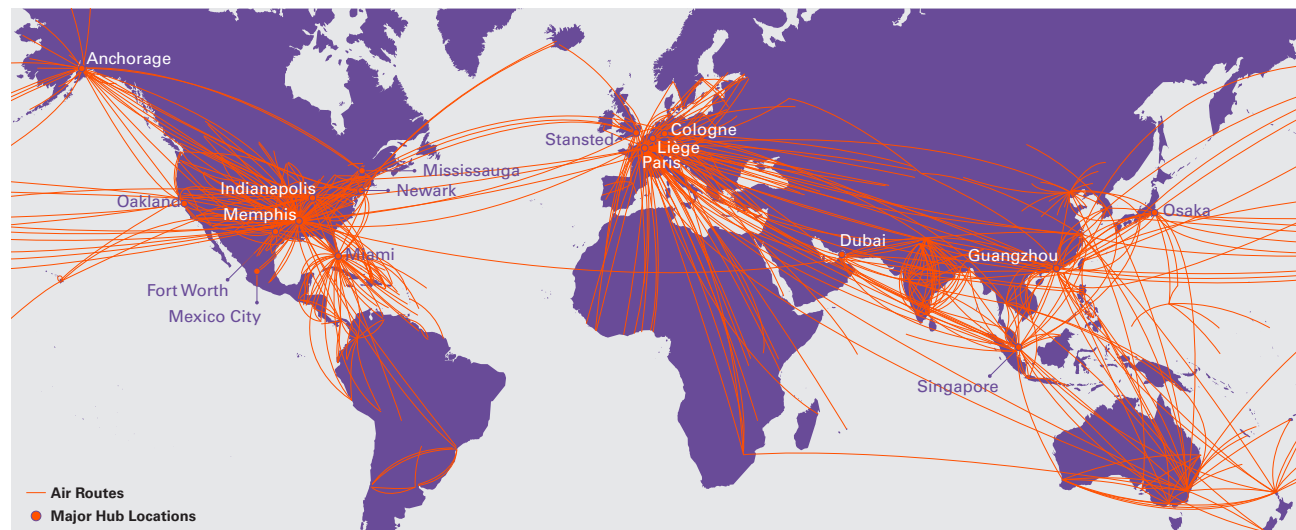 Anchorage
Cologne
Stansted
Liège
Paris
Mississauga
Indianapolis
Newark
Oakland
Memphis
Osaka
Dubai
Miami
Guangzhou
Fort Worth
Mexico City
Singapore
Air Routes
Major Hub Locations